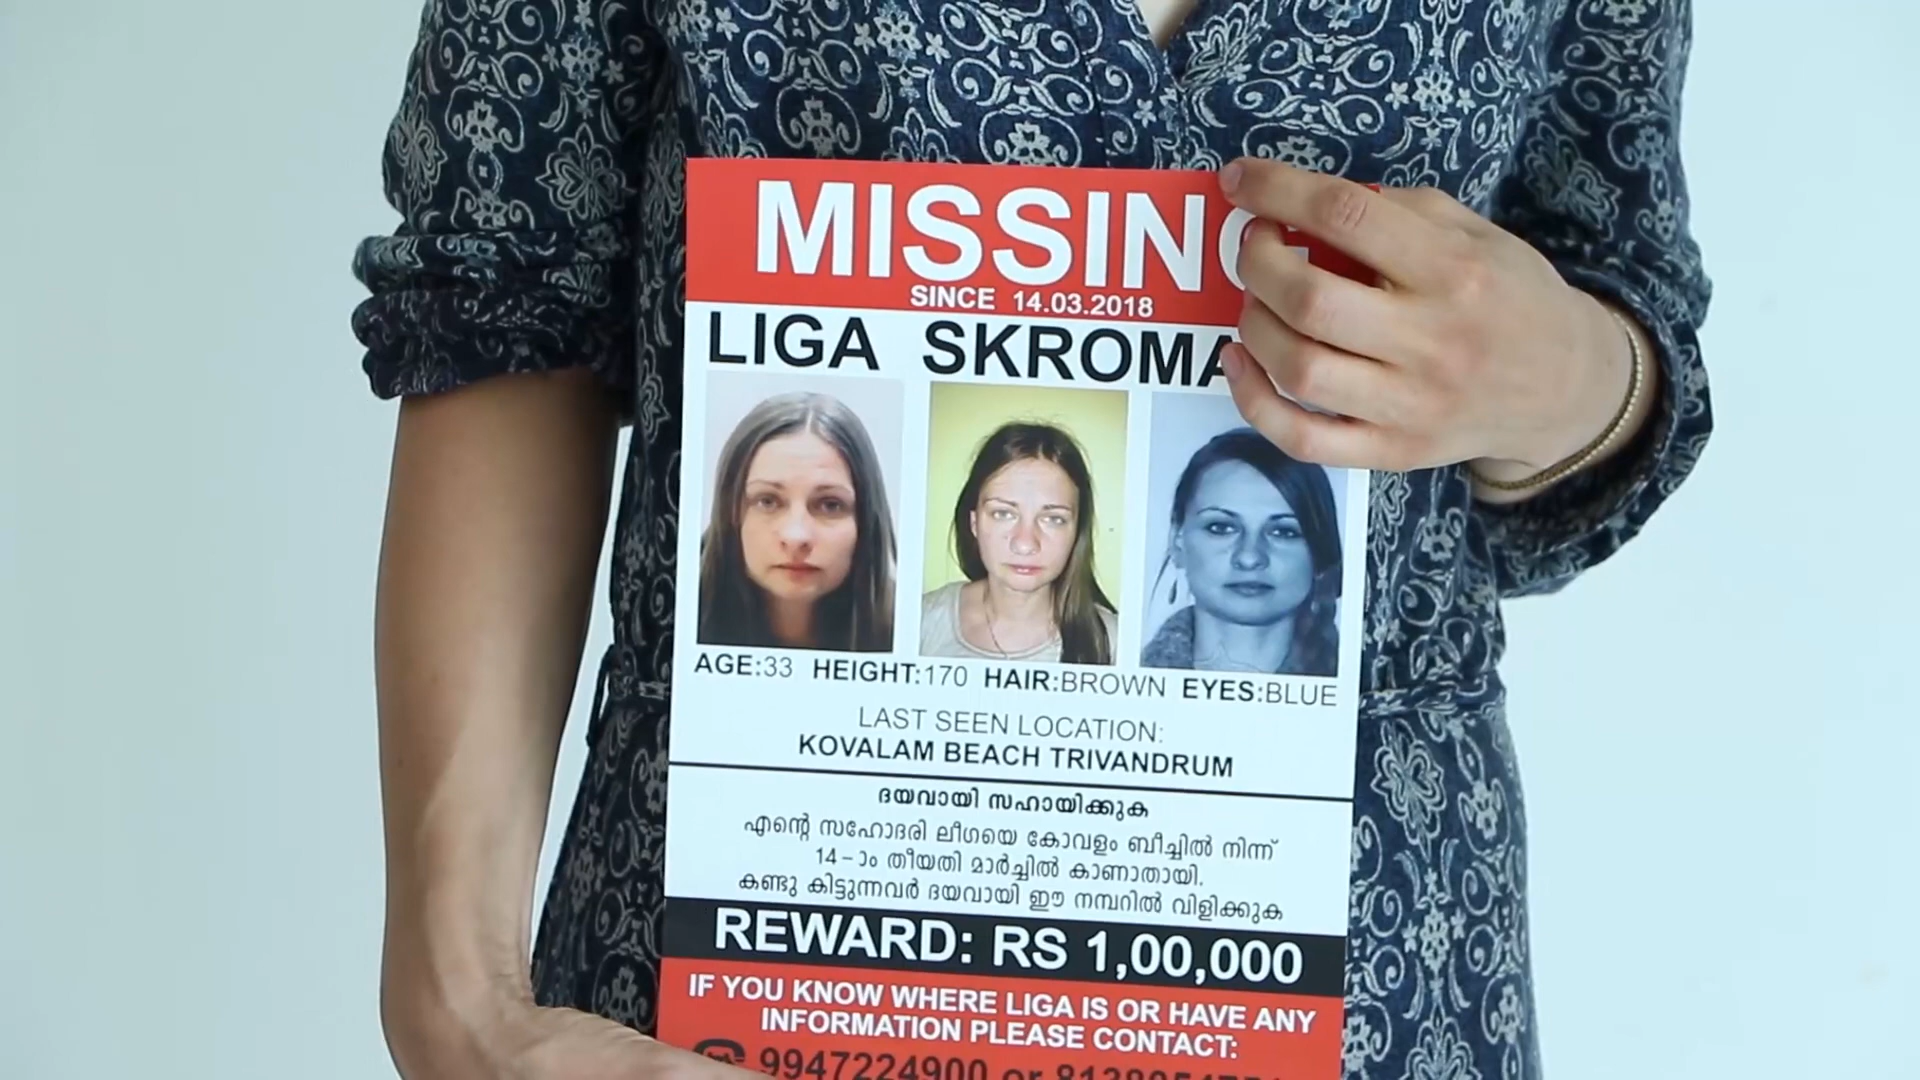 MISSING
SINCE 14.03.2018
LIGA SKROMA
AGE:33 HEIGHT:170 HAIR:BROWN EYES:BLUE
LAST SEEN LOCATION:
KOVALAM BEACH TRIVANDRUM
ദയവായി സഹായിക്കുക
എന്റെ സഹോദരി ലീഗയെ കോവളം ബീച്ചിൽ നിന്ന്
14-ാം തീയതി മാർച്ചിൽ കാണാതായി.
കണ്ടു കിട്ടുന്നവർ ദയവായി ഈ നമ്പറിൽ വിളിക്കുക
REWARD: RS 1,00,000
IF YOU KNOW WHERE LIGA IS OR HAVE ANY
INFORMATION PLEASE CONTACT:
9947224900 or